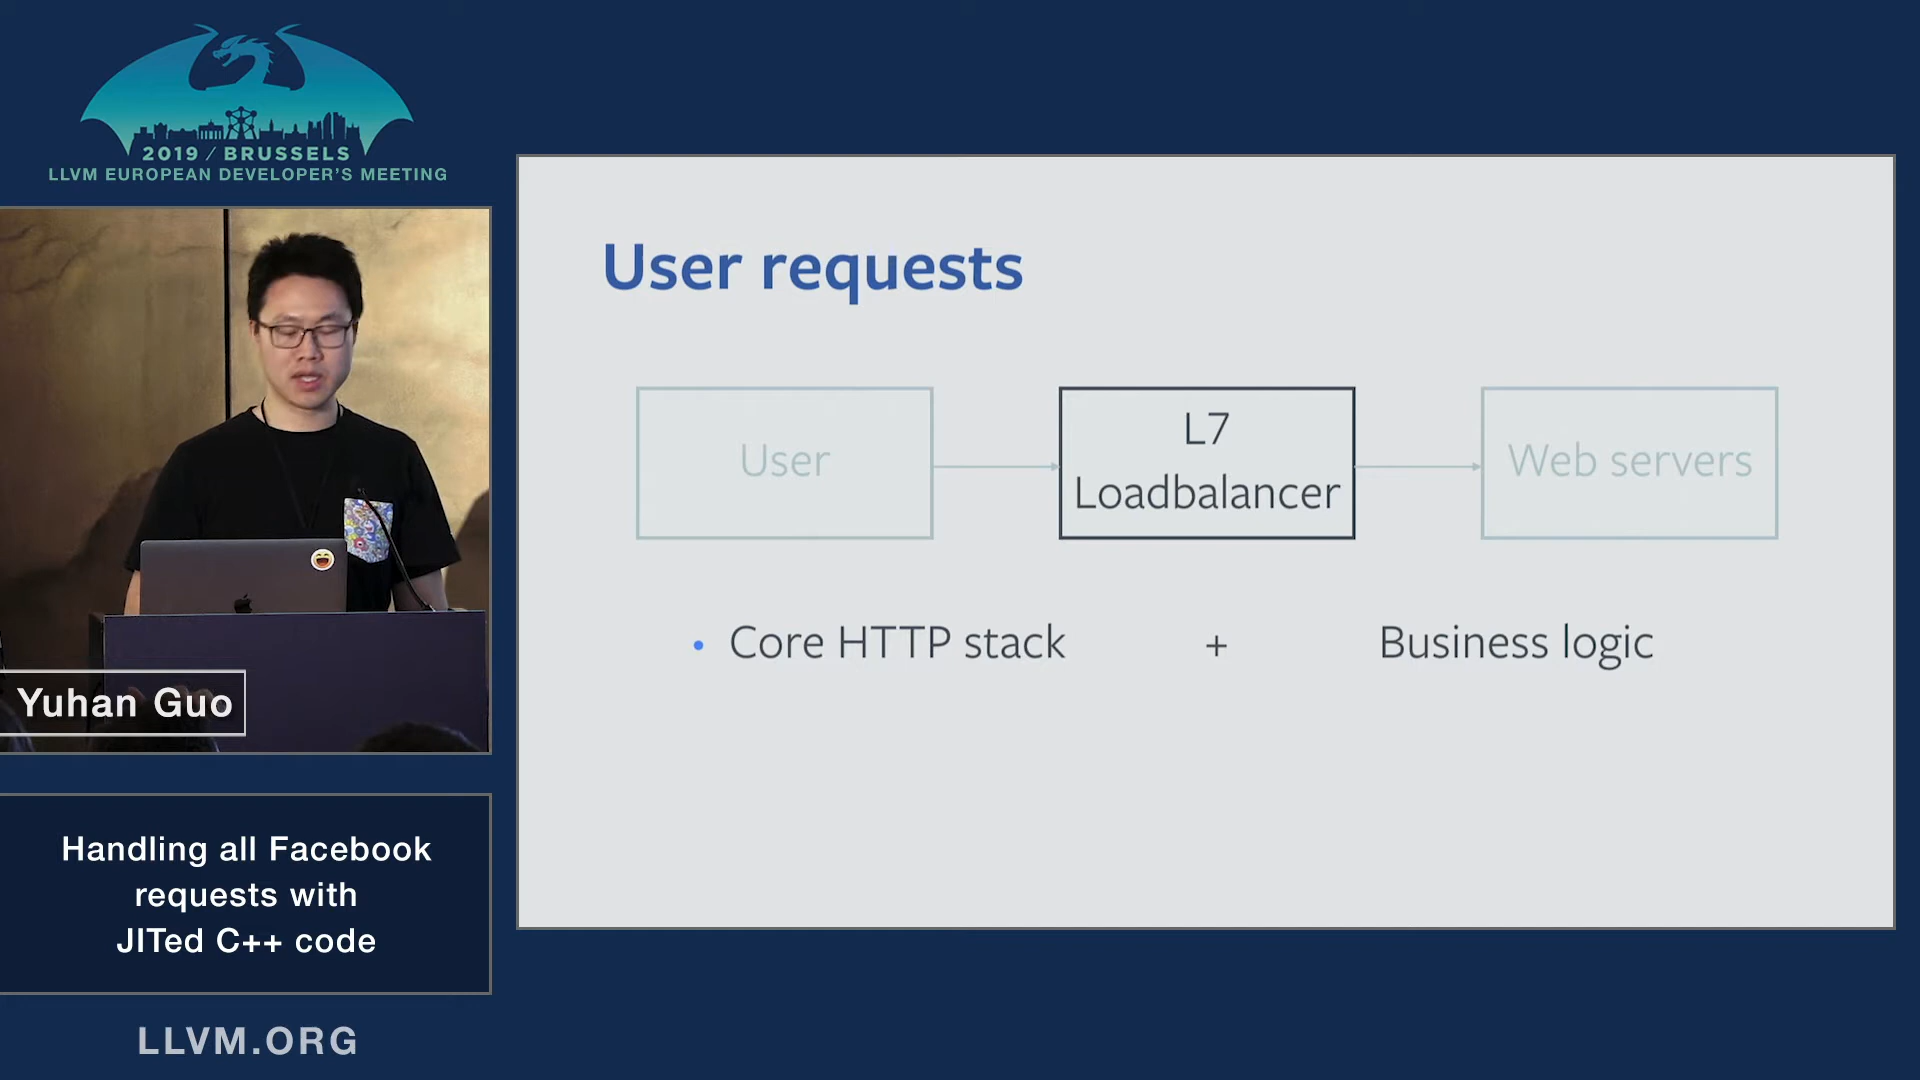 2019 / BRUSSELS
LLVM EUROPEAN DEVELOPER'S MEETING
Yuhan Guo
Handling all Facebook
requests with
JITed C++ code
LLVM.ORG
User requests
User
L7
Loadbalancer
Web servers
• Core HTTP stack + Business logic